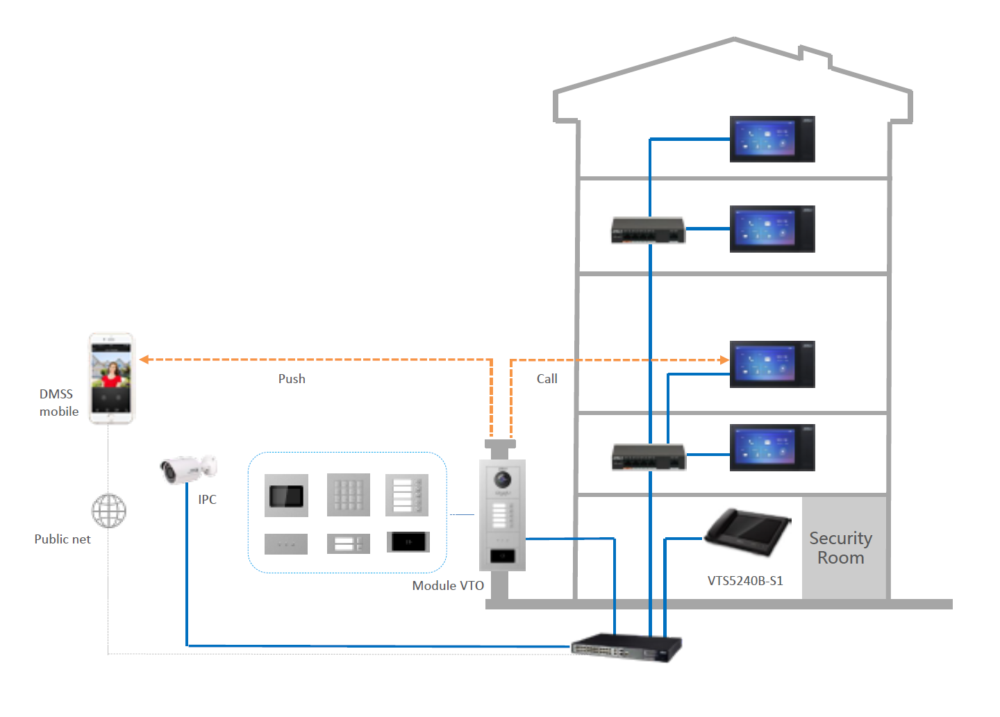 Push
Call
DMSS
mobile
IPC
Public net
Module VTO
Security
Room
VTS5240B-S1